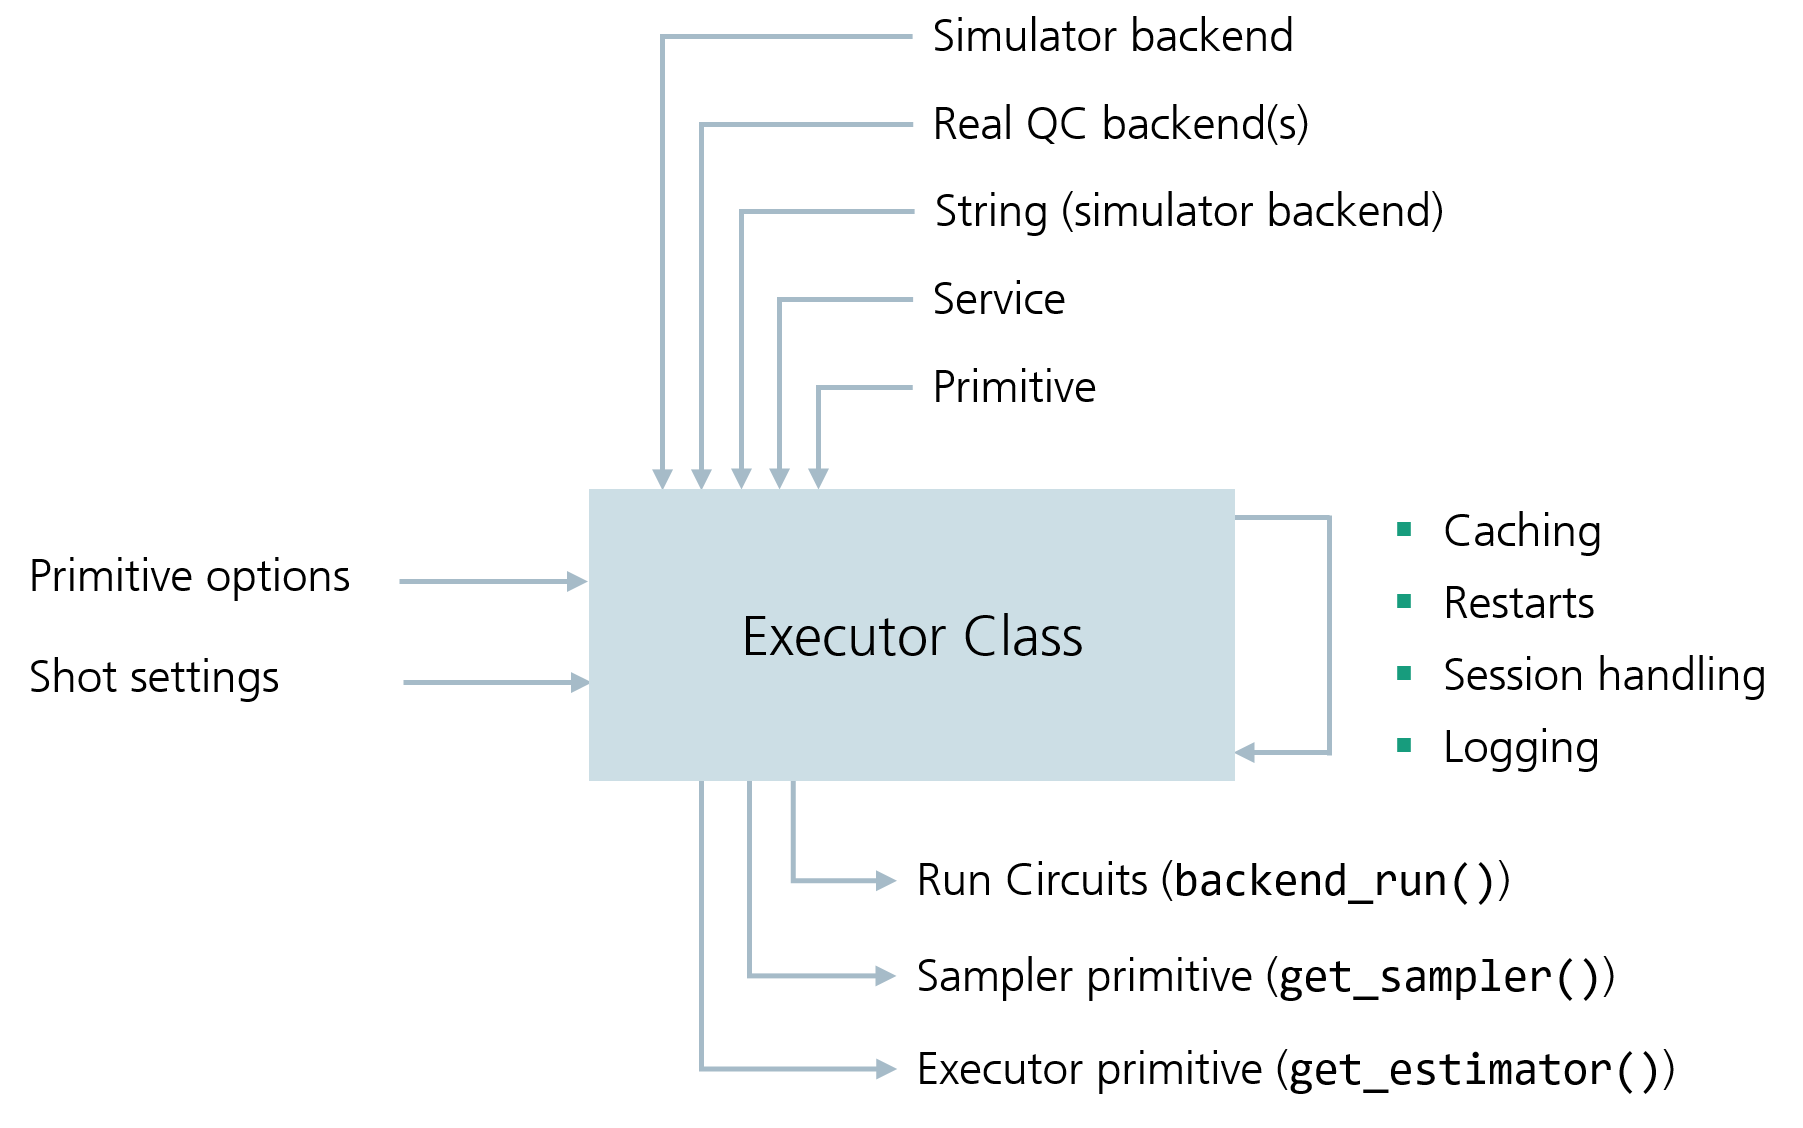 Simulator backend
Real QC backend(s)
String (simulator backend)
Service
Primitive
Primitive options
Shot settings
Executor Class
Caching
Restarts
Session handling
Logging
Run Circuits (backend_run())
Sampler primitive (get_sampler())
Executor primitive (get_estimator())